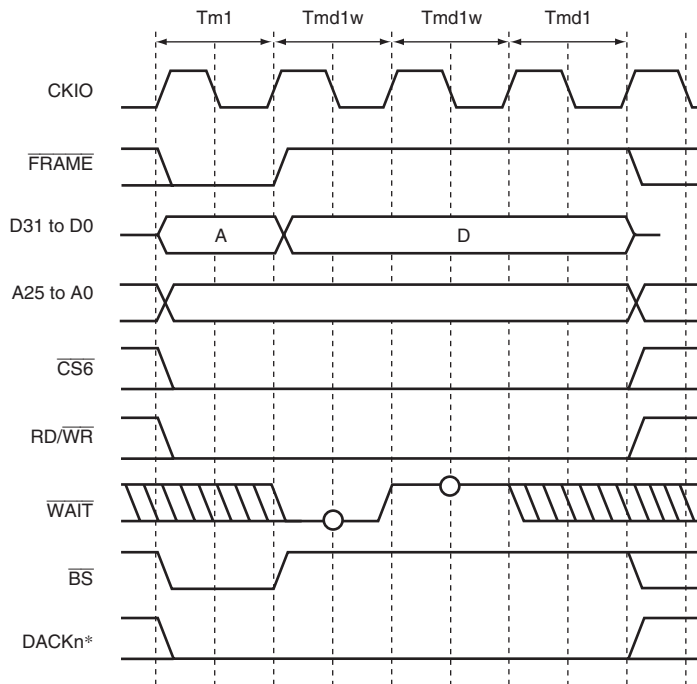 Tm1 Tmd1w Tmd1w Tmd1
CKIO
FRAME
D31 to D0 A D
A25 to A0
CS6
RD/WR
WAIT
BS
DACKn*